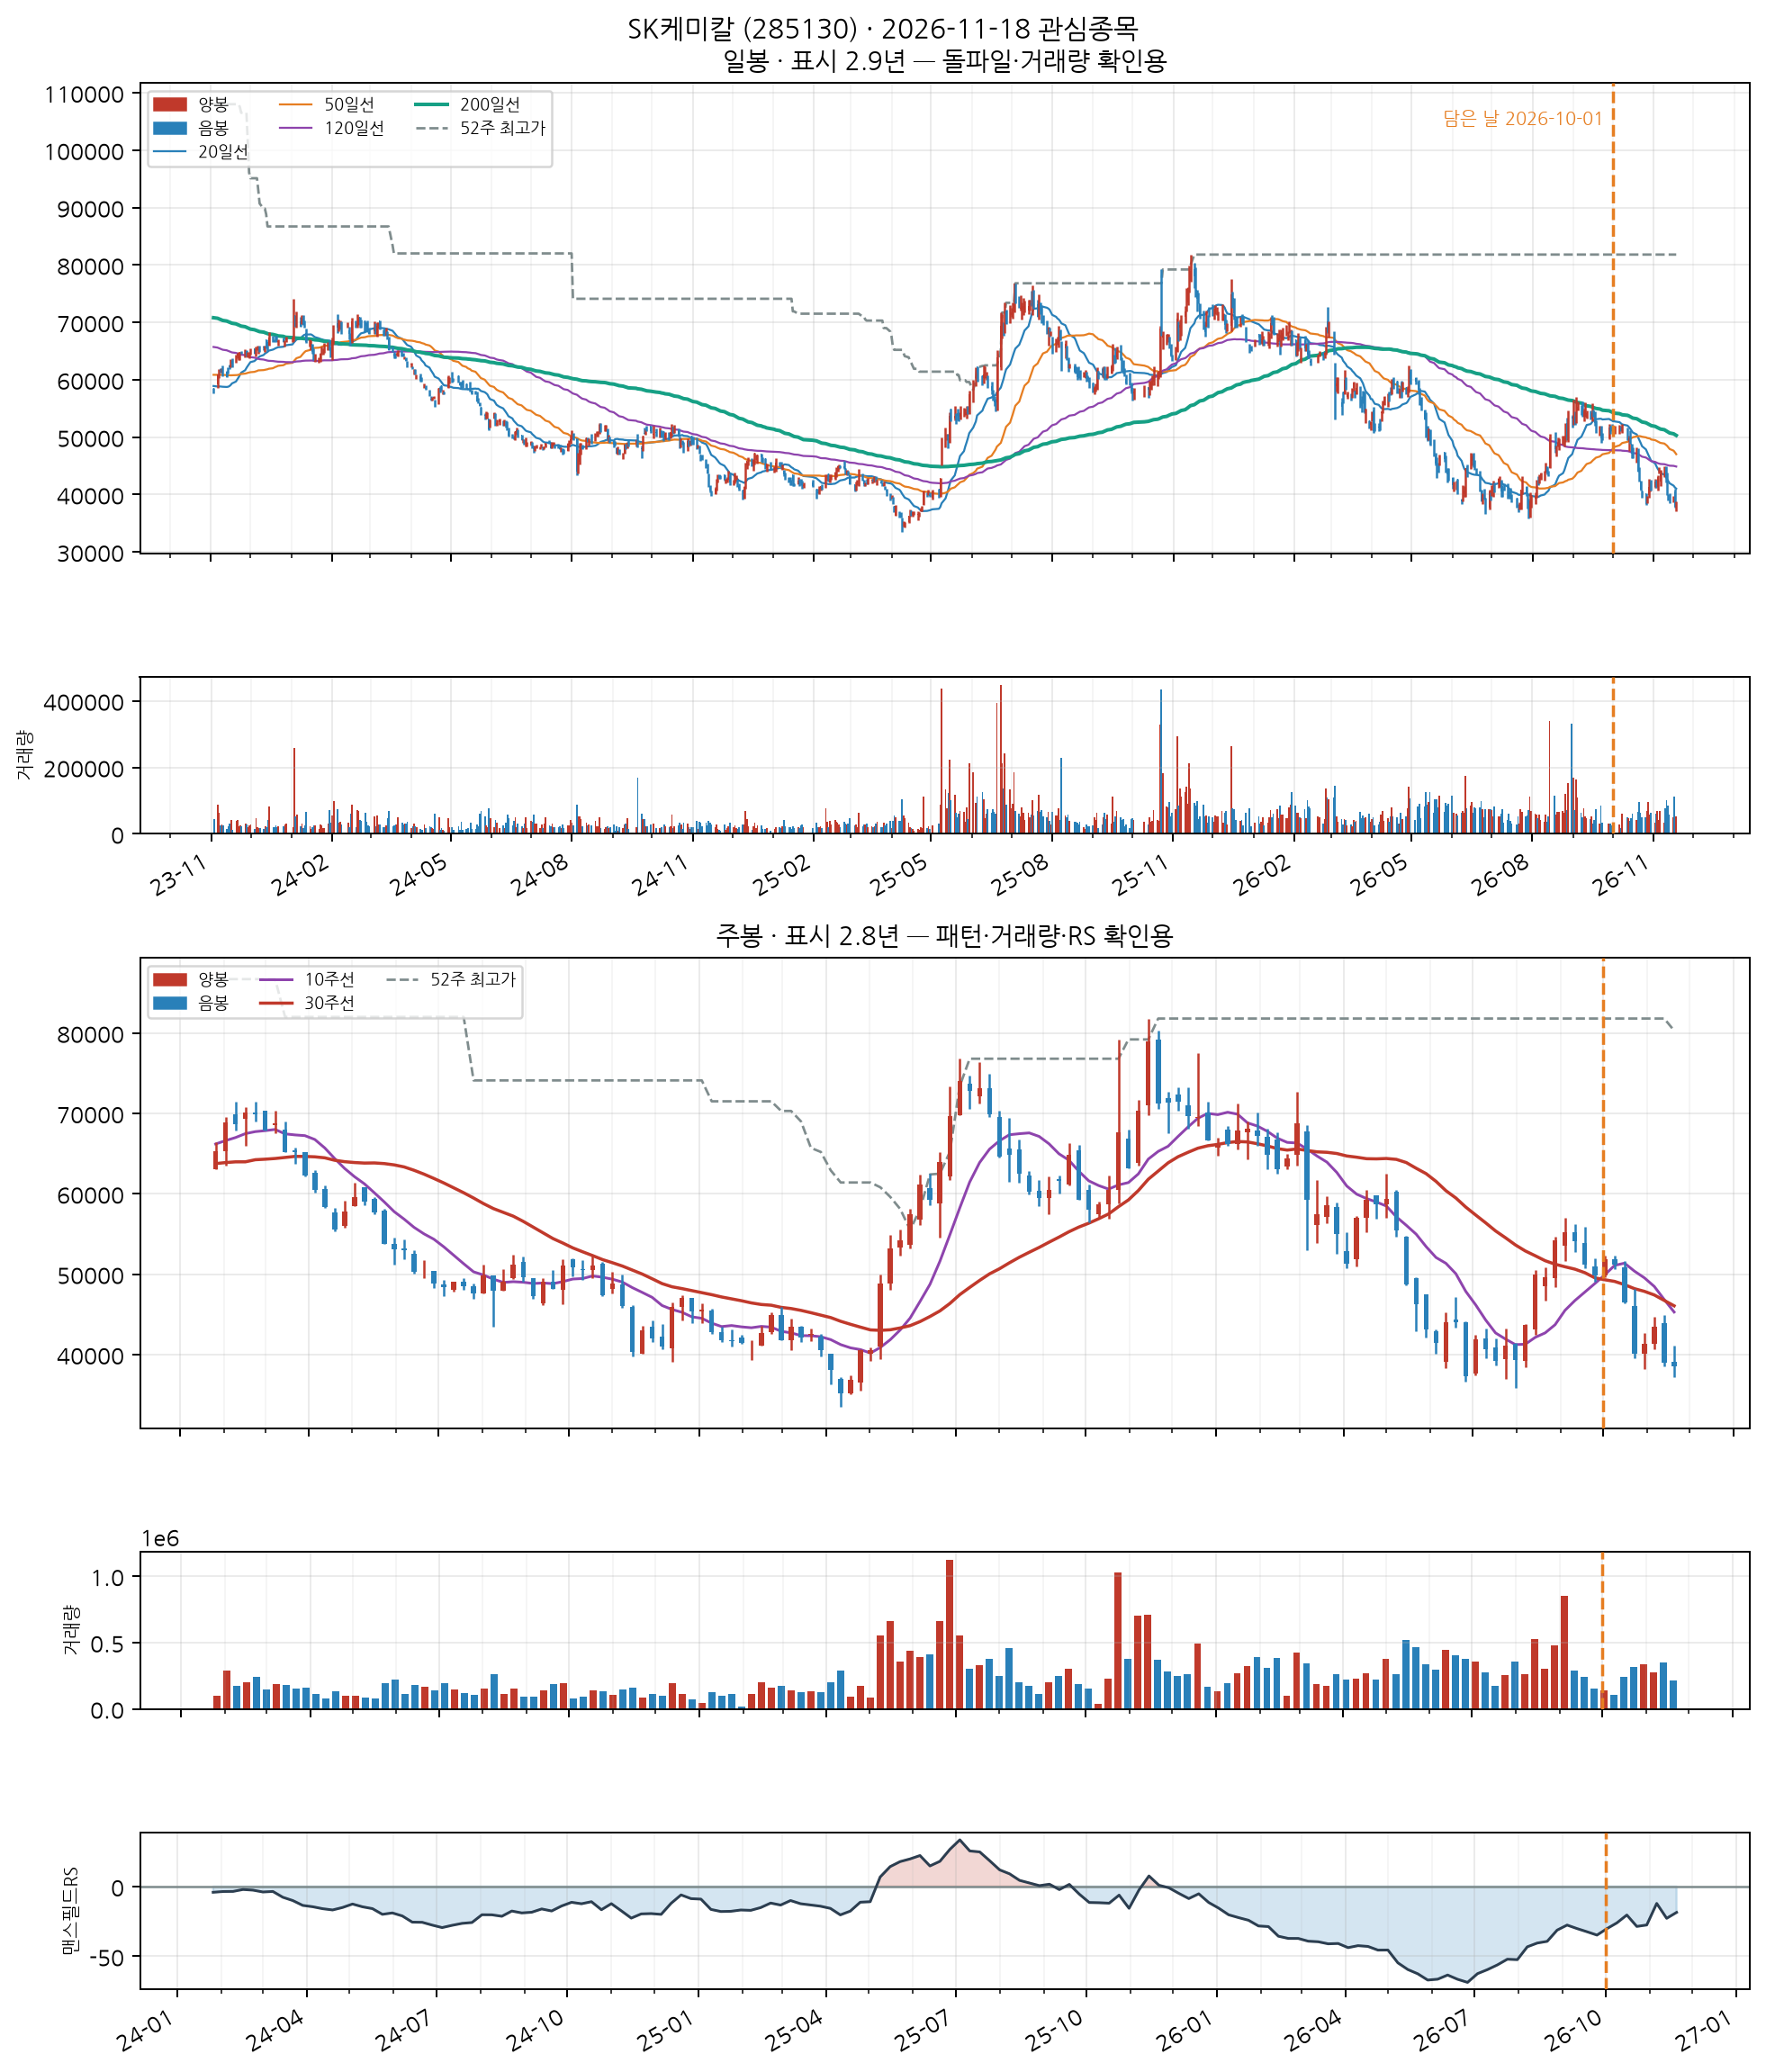 SK케미칼 (285130) · 2026-11-18 관심종목
일봉 · 표시 2.9년 — 돌파일·거래량 확인용
양봉
음봉
20일선
50일선
120일선
200일선
52주 최고가
담은 날 2026-10-01
110000
100000
90000
80000
70000
60000
50000
40000
30000
거래량
400000
200000
0
23-11
24-02
24-05
24-08
24-11
25-02
25-05
25-08
25-11
26-02
26-05
26-08
26-11
주봉 · 표시 2.8년 — 패턴·거래량·RS 확인용
양봉
음봉
10주선
30주선
52주 최고가
80000
70000
60000
50000
40000
1e6
거래량
1.0
0.5
0.0
맨스필드RS
0
-50
24-01
24-04
24-07
24-10
25-01
25-04
25-07
25-10
26-01
26-04
26-07
26-10
27-01